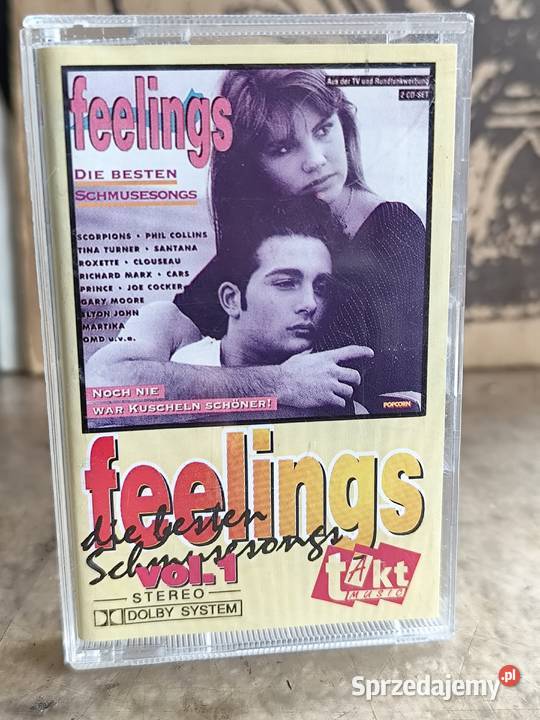 feelings
Aus der TV und Rundfunkwerbung
2 CD-SET
DIE BESTEN
SCHMUSESONGS
SCORPIONS • PHIL COLLINS
TINA TURNER • SANTANA
ROXETTE • CLOUSEAU
RICHARD MARX • CARS
PRINCE • JOE COCKER
GARY MOORE
ELTON JOHN
MARTIKA
OMD u.v.a.
NOCH NIE
WAR KUSCHELN SCHÖNER!
POPCORN
feelings
die besten
Schmusesongs
vol.1
STEREO
DOLBY SYSTEM
tAkt
MUSIC
Sprzedajemy.pl